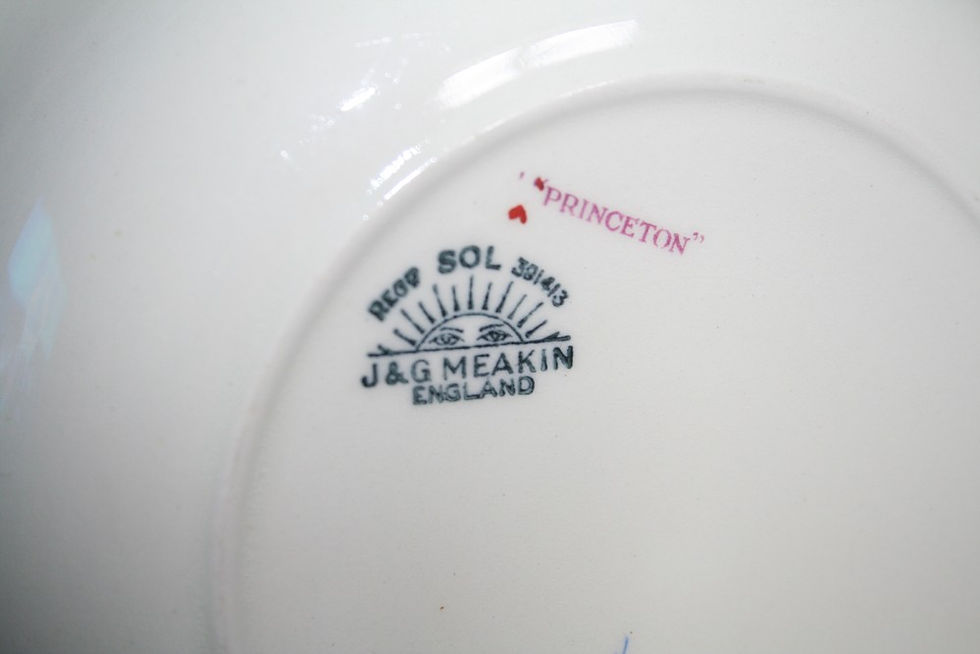 "PRINCETON"
SOL
REGD 391413
J&G MEAKIN
ENGLAND